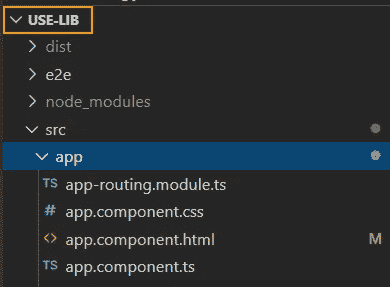 USE-LIB
dist
e2e
node_modules
src
app
TS app-routing.module.ts
# app.component.css
<> app.component.html M
TS app.component.ts